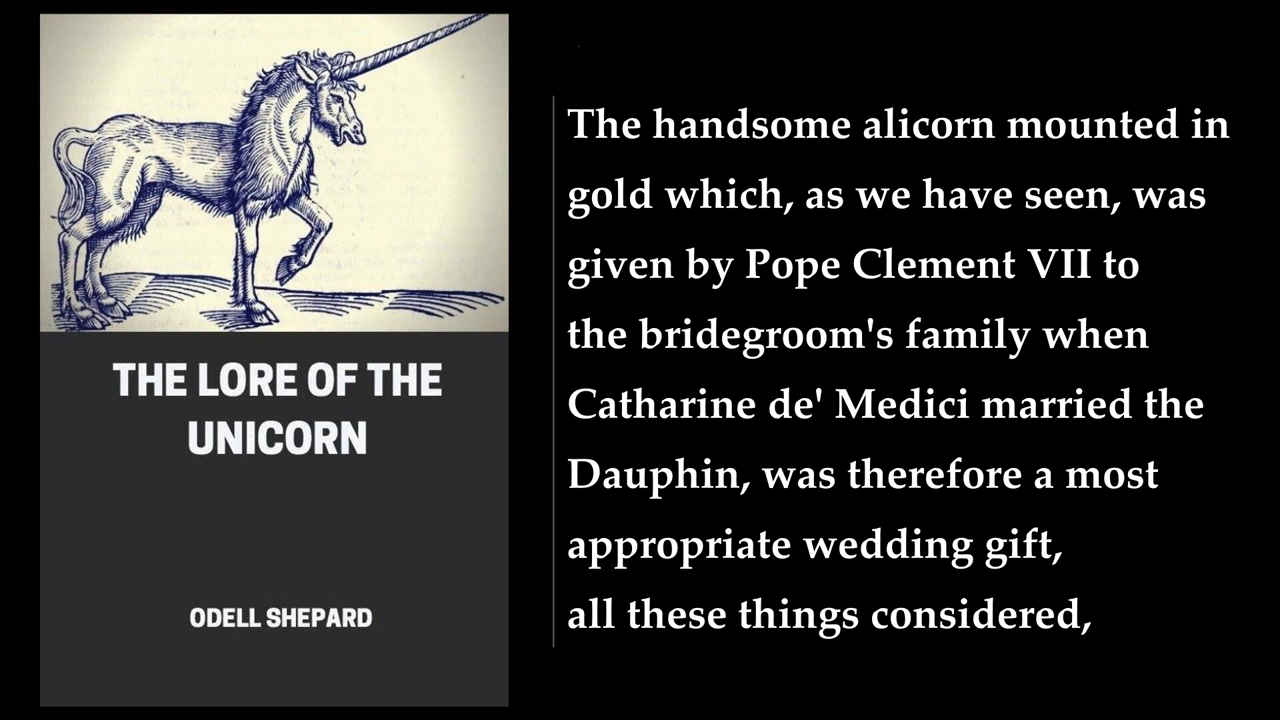 THE LORE OF THE
UNICORN
ODELL SHEPARD
The handsome alicorn mounted in
gold which, as we have seen, was
given by Pope Clement VII to
the bridegroom's family when
Catharine de' Medici married the
Dauphin, was therefore a most
appropriate wedding gift,
all these things considered,